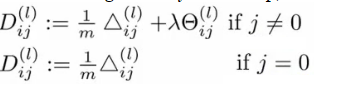 D_{ij}^{(l)} := \frac{1}{m} \triangle_{ij}^{(l)} + \lambda \Theta_{ij}^{(l)} if j ≠ 0
D_{ij}^{(l)} := \frac{1}{m} \triangle_{ij}^{(l)} if j = 0